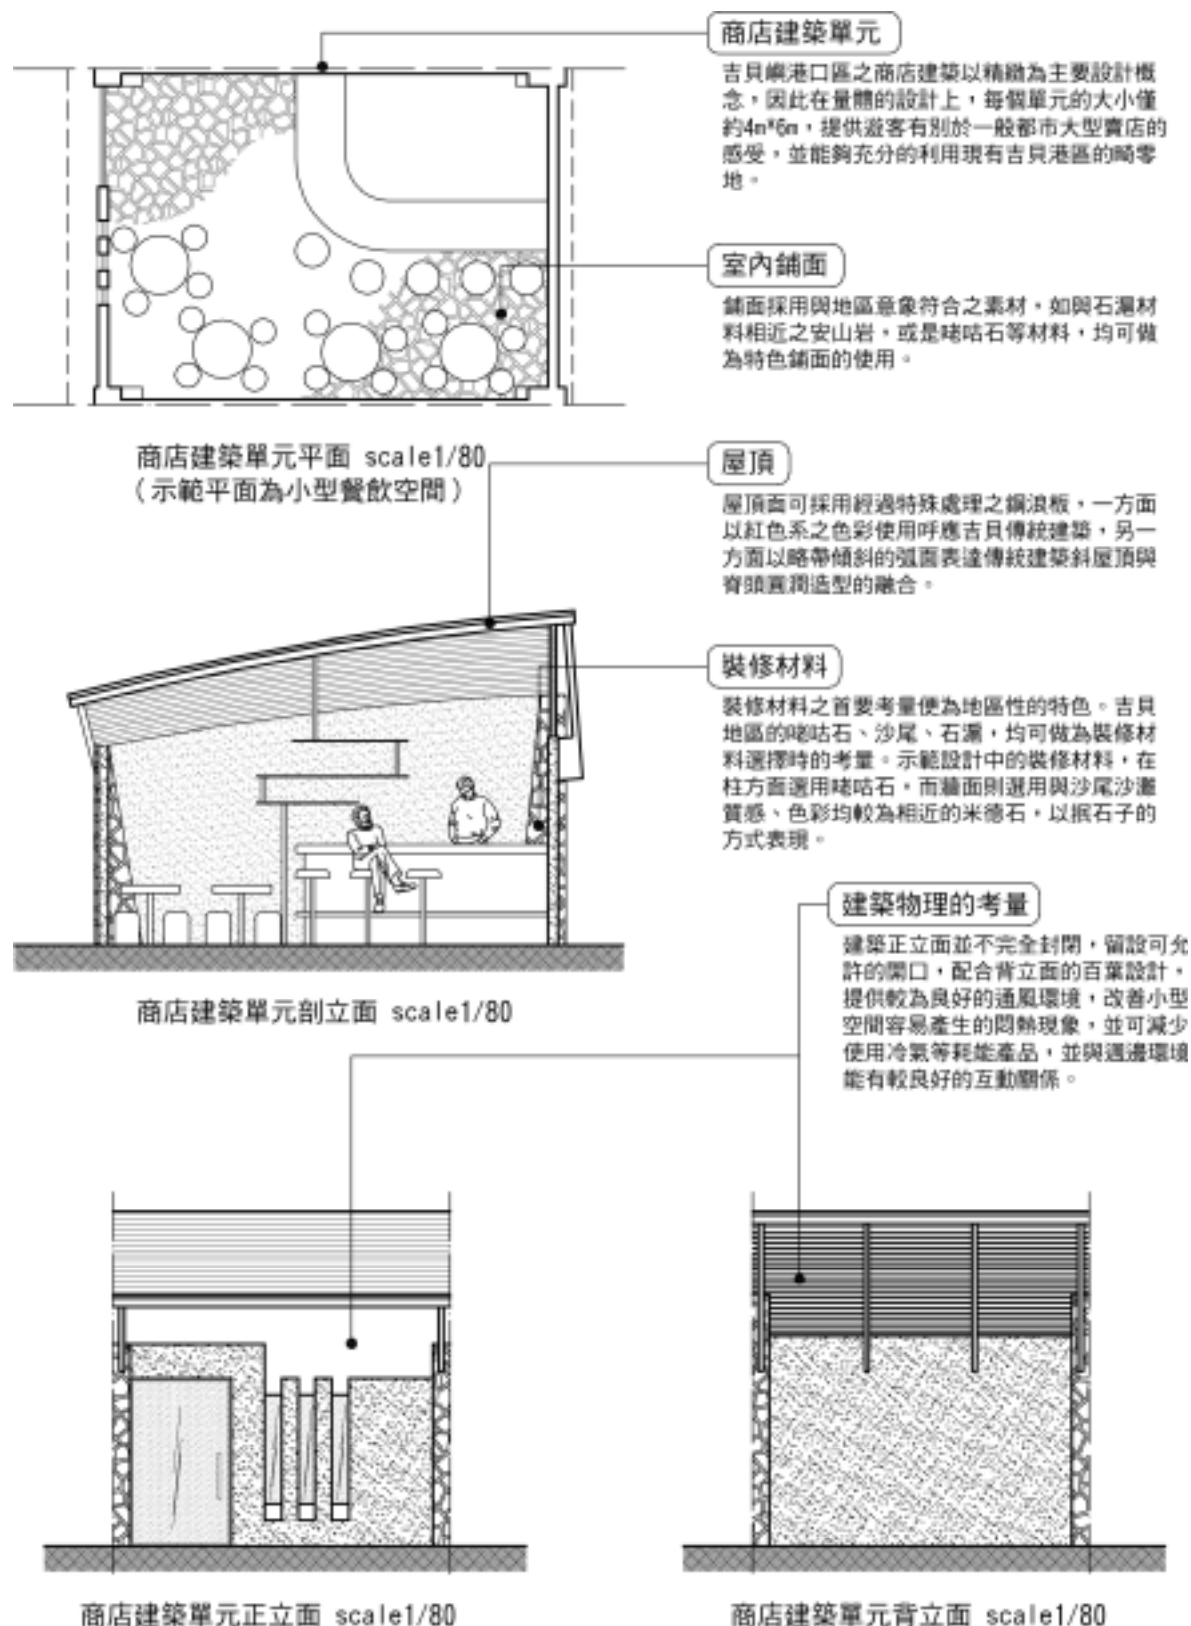 商店建築單元
吉貝嶼港口區之商店建築以精緻為主要設計概
念，因此在量體的設計上，每個單元的大小僅
約4m*6m，提供遊客有別於一般都市大型賣店的
感受，並能夠充分的利用現有吉貝港區的畸零
地。
室內鋪面
鋪面採用與地區意象符合之素材，如與石滬材
料相近之安山岩，或是咾咕石等材料，均可做
為特色鋪面的使用。
商店建築單元平面 scale1/80
（示範平面為小型餐飲空間）
屋頂
屋頂面可採用經過特殊處理之鋼浪板，一方面
以紅色系之色彩使用呼應吉貝傳統建築，另一
方面以略帶傾斜的弧面表達傳統建築斜屋頂與
脊頭圓潤造型的融合。
裝修材料
裝修材料之首要考量便為地區性的特色。吉貝
地區的咾咕石、沙尾、石滬，均可做為裝修材
料選擇時的考量。示範設計中的裝修材料，在
柱方面選用咾咕石，而牆面則選用與沙尾沙灘
質感、色彩均較為相近的米德石，以抿石子的
方式表現。
建築物理的考量
建築正立面並不完全封閉，留設可允
許的開口，配合背立面的百葉設計，
提供較為良好的通風環境，改善小型
空間容易產生的悶熱現象，並可減少
使用冷氣等耗能產品，並與週邊環境
能有較良好的互動關係。
商店建築單元剖立面 scale1/80
商店建築單元正立面 scale1/80
商店建築單元背立面 scale1/80